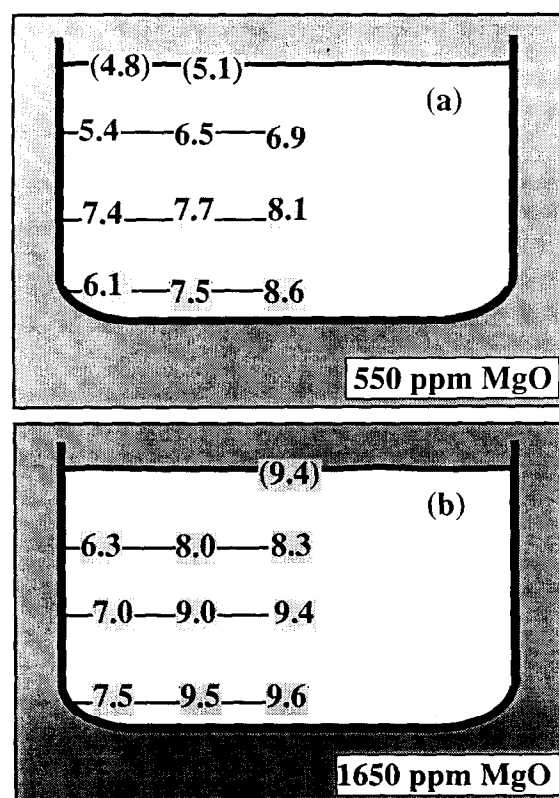 (4.8) (5.1)
(a)
5.4 6.5 6.9
7.4 7.7 8.1
6.1 7.5 8.6
550 ppm MgO
(9.4)
(b)
6.3 8.0 8.3
7.0 9.0 9.4
7.5 9.5 9.6
1650 ppm MgO